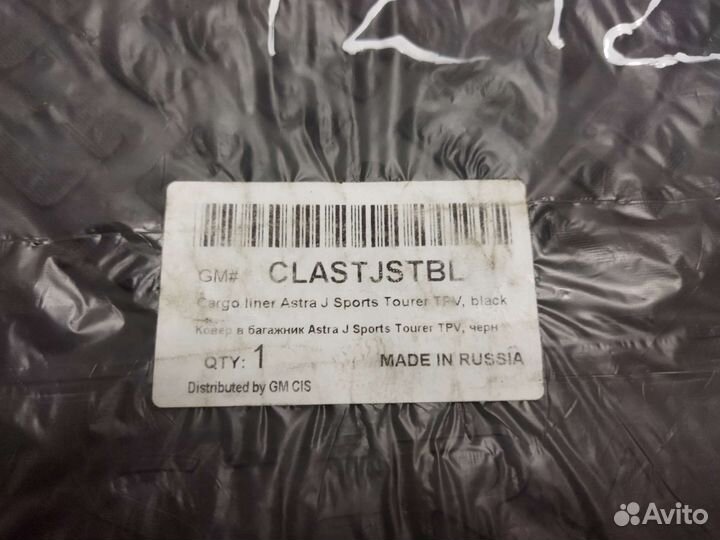 1212
GM# CLASTJSTBL
Cargo liner Astra J Sports Tourer TPV, black
Ковер в багажник Astra J Sports Tourer TPV, черн
QTY: 1 MADE IN RUSSIA
Distributed by GM CIS
Avito